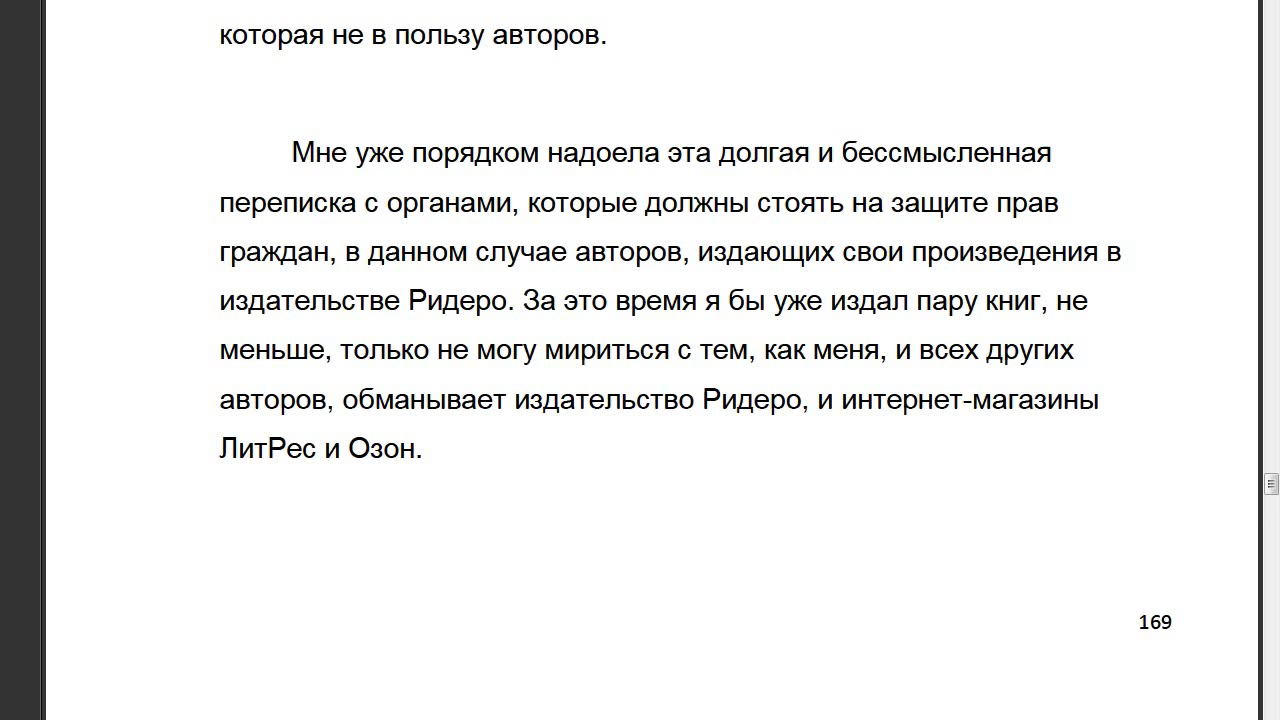 которая не в пользу авторов.
Мне уже порядком надоела эта долгая и бессмысленная
переписка с органами, которые должны стоять на защите прав
граждан, в данном случае авторов, издающих свои произведения в
издательстве Ридеро. За это время я бы уже издал пару книг, не
меньше, только не могу мириться с тем, как меня, и всех других
авторов, обманывает издательство Ридеро, и интернет-магазины
ЛитРес и Озон.
169